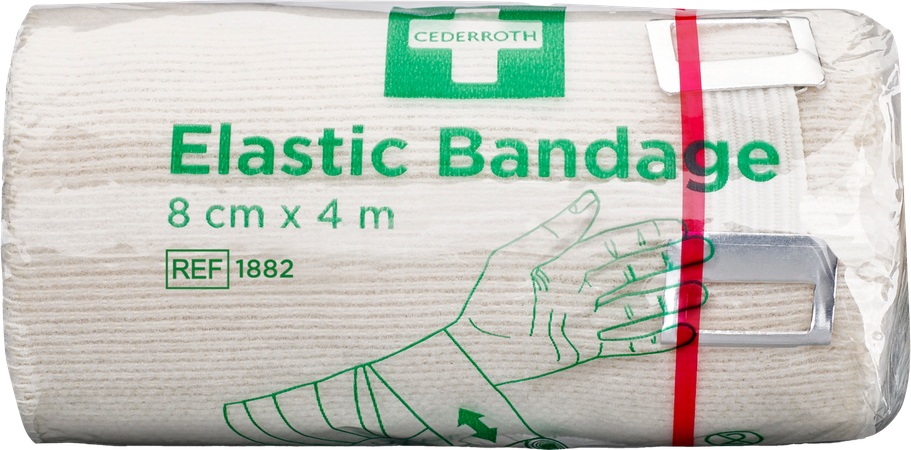 CEDERROTH
Elastic Bandage
8 cm x 4 m
REF 1882